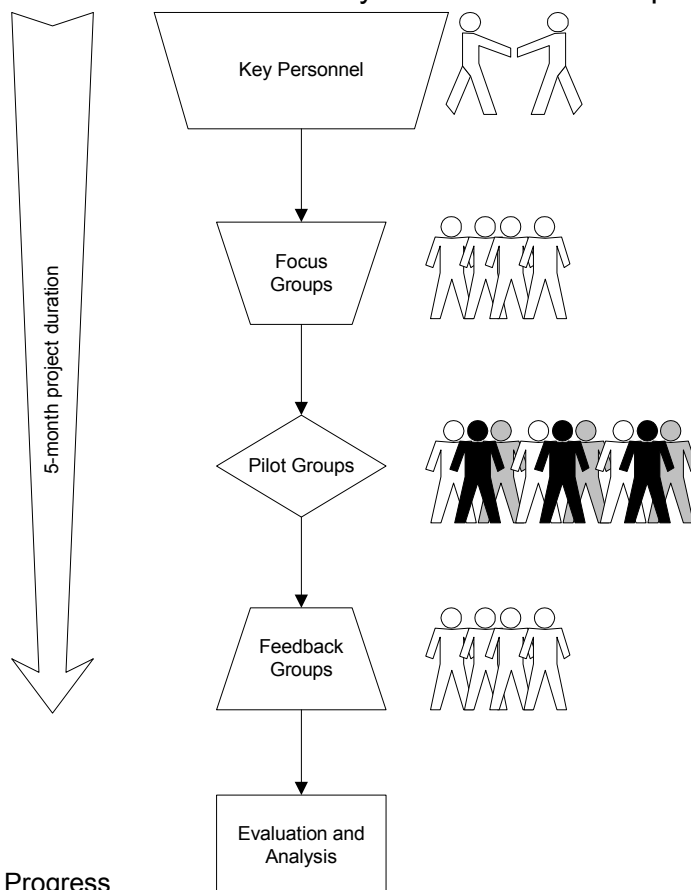 Key Personnel
Focus
Groups
5-month project duration
Pilot Groups
Feedback
Groups
Evaluation and
Analysis
Progress